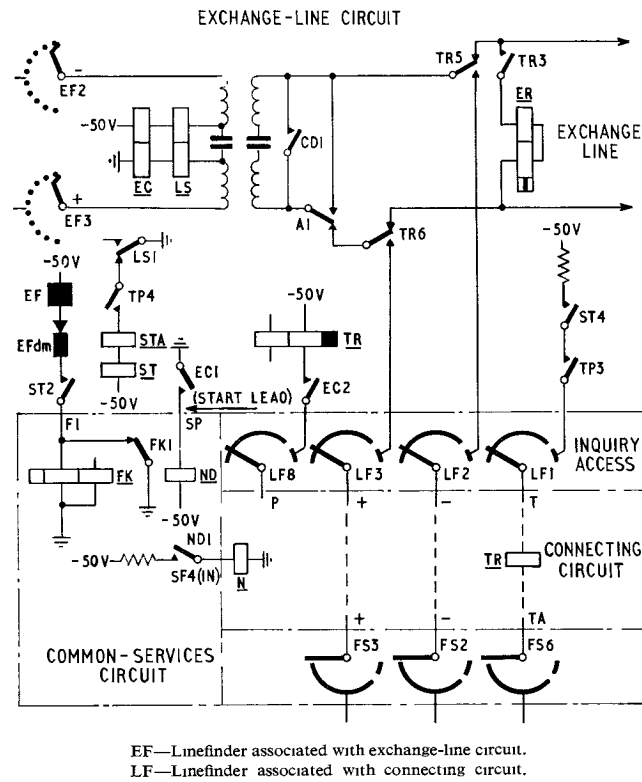 EXCHANGE-LINE CIRCUIT
EF2
-
-50V
EC
LS
CD1
TR5
TR3
ER
EXCHANGE
LINE
+
EF3
A1
TR6
-50V
LS1
EF
TP4
EFdm
STA
ST
ST2
-50V
EC1
(START LEAD)
SP
-50V
TR
EC2
-50V
ST4
TP3
F1
FK1
FK
ND
-50V
LF8
LF3
LF2
LF1
INQUIRY
ACCESS
P
+
-
T
-50V
ND1
SF4(IN)
N
TR
CONNECTING
CIRCUIT
+
-
TA
FS3
FS2
FS6
COMMON-SERVICES
CIRCUIT
EF—Linefinder associated with exchange-line circuit.
LF—Linefinder associated with connecting circuit.